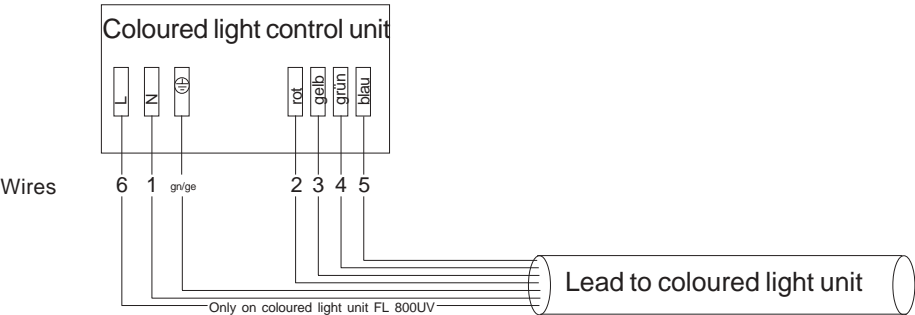 Coloured light control unit
L N rot gelb grün blau
Wires 6 1 gn/ge 2 3 4 5
Lead to coloured light unit
Only on coloured light unit FL 800UV